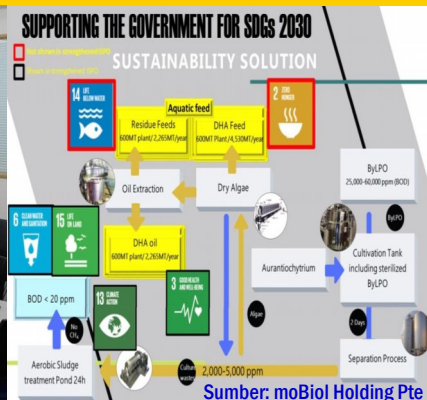 SUPPORTING THE GOVERNMENT FOR SDGs 2030
SUSTAINABILITY SOLUTION
14 LIFE
BELOW WATER
Aquatic feed
2 ZERO
HUNGER
Residue Feeds
600MT plant/2,265MT/year
DHA Feed
600MT Plant/4,530MT/year
ByLPO
25,000-60,000 ppm (BOD)
Oil Extraction
Dry Algae
ByLPO
6 CLEAN WATER
AND SANITATION
15 LIFE
ON LAND
DHA oil
600MT plant/2,265MT/year
Aurantiochytrium
Cultivation Tank
including sterilized
ByLPO
BOD < 20 ppm
13 CLIMATE
ACTION
3 GOOD HEALTH
AND WELL-BEING
Algae
2 Days
No
CH₄
Aerobic Sludge
treatment Pond 24h
Culture
wastes
2,000-5,000 ppm
Separation Process
Sumber: moBiol Holding Pte